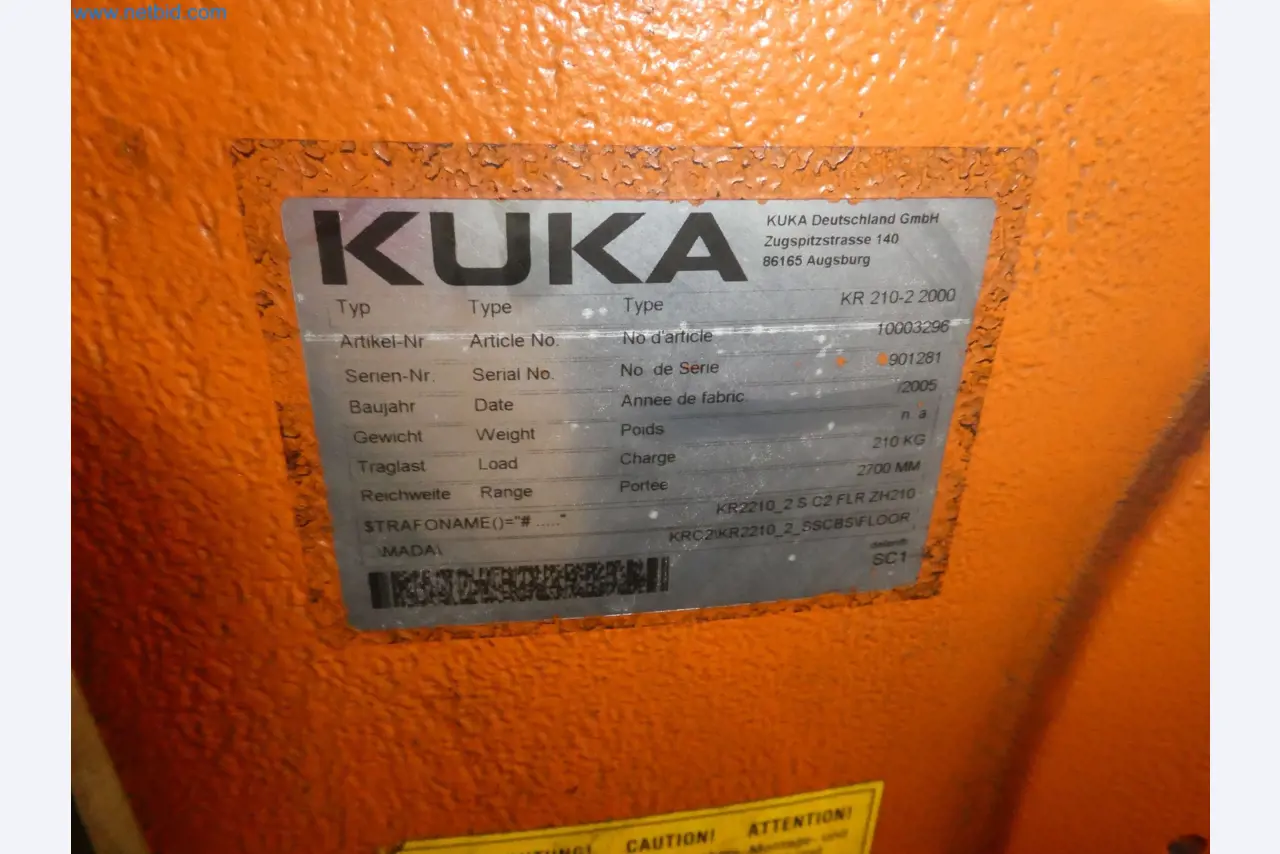 www.netbid.com
KUKA
KUKA Deutschland GmbH
Zugspitzstrasse 140
86165 Augsburg
Typ Type Type KR 210-2 2000
Artikel-Nr Article No. No d'article 10003296
Serien-Nr. Serial No. No. de Serie 901281
Baujahr Date Annee de fabric /2005
Gewicht Weight Poids n a
Traglast Load Charge 210 KG
Reichweite Range Portee 2700 MM
$TRAFONAME()="# ....." KR2210_2 S C2 FLR ZH210
\MADA\ KRC2\KR2210_2_SSCBS\FLOOR
SC1
CAUTION! ATTENTION!
Montage- und